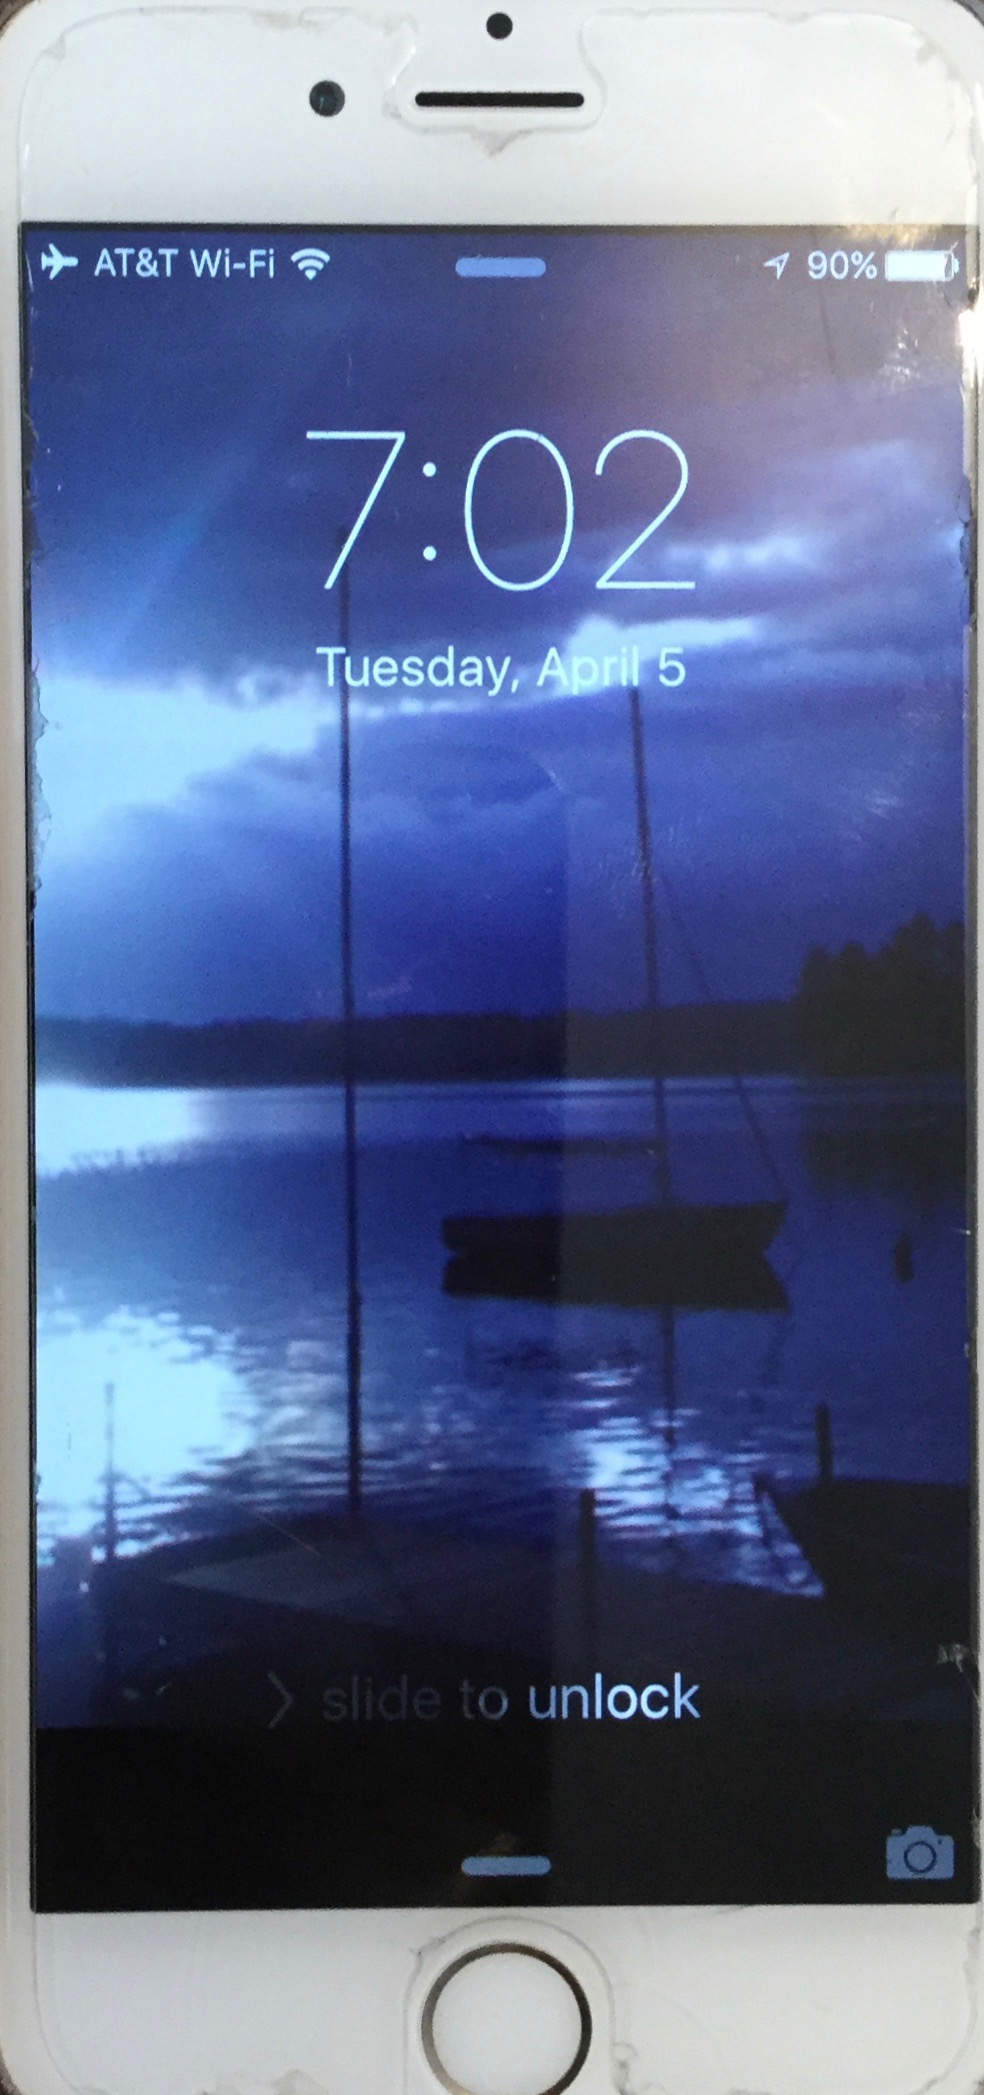 AT&T Wi-Fi 90%
7:02
Tuesday, April 5
slide to unlock